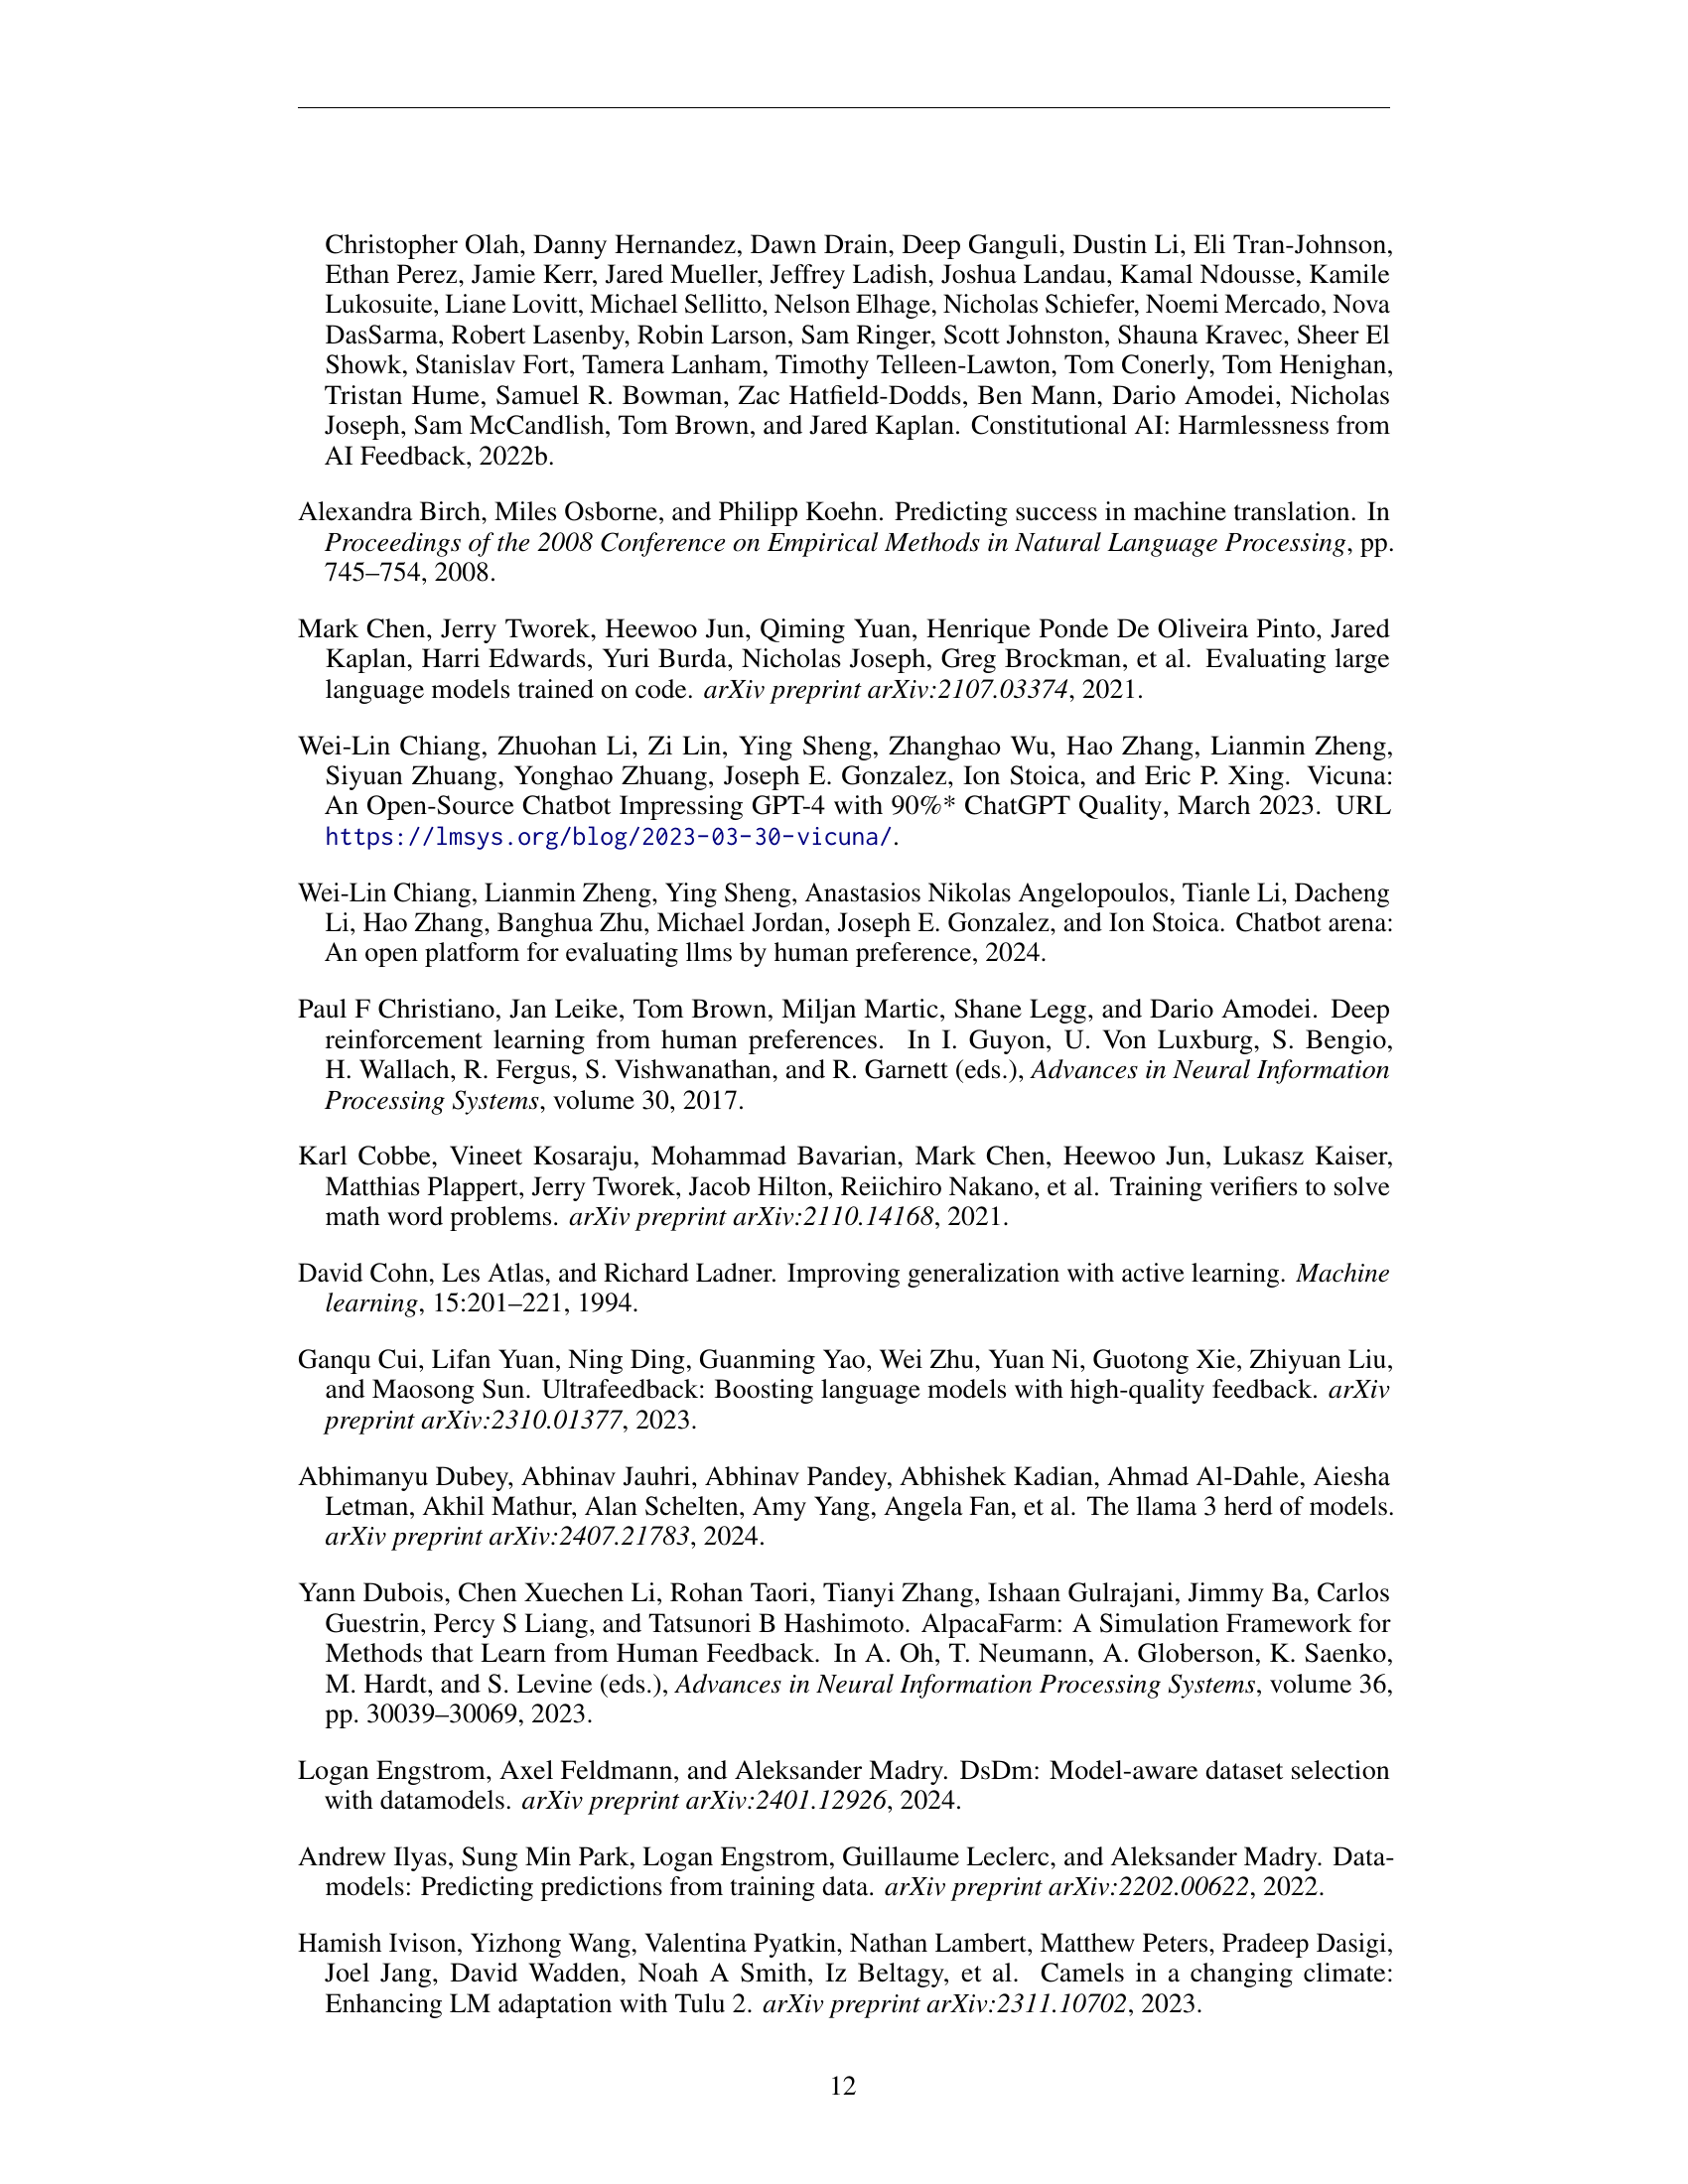 Christopher Olah, Danny Hernandez, Dawn Drain, Deep Ganguli, Dustin Li, Eli Tran-Johnson,
Ethan Perez, Jamie Kerr, Jared Mueller, Jeffrey Ladish, Joshua Landau, Kamal Ndousse, Kamile
Lukosuite, Liane Lovitt, Michael Sellitto, Nelson Elhage, Nicholas Schiefer, Noemi Mercado, Nova
DasSarma, Robert Lasenby, Robin Larson, Sam Ringer, Scott Johnston, Shauna Kravec, Sheer El
Showk, Stanislav Fort, Tamera Lanham, Timothy Telleen-Lawton, Tom Conerly, Tom Henighan,
Tristan Hume, Samuel R. Bowman, Zac Hatfield-Dodds, Ben Mann, Dario Amodei, Nicholas
Joseph, Sam McCandlish, Tom Brown, and Jared Kaplan. Constitutional AI: Harmlessness from
AI Feedback, 2022b.
Alexandra Birch, Miles Osborne, and Philipp Koehn. Predicting success in machine translation. In
Proceedings of the 2008 Conference on Empirical Methods in Natural Language Processing, pp.
745–754, 2008.
Mark Chen, Jerry Tworek, Heewoo Jun, Qiming Yuan, Henrique Ponde De Oliveira Pinto, Jared
Kaplan, Harri Edwards, Yuri Burda, Nicholas Joseph, Greg Brockman, et al. Evaluating large
language models trained on code. arXiv preprint arXiv:2107.03374, 2021.
Wei-Lin Chiang, Zhuohan Li, Zi Lin, Ying Sheng, Zhanghao Wu, Hao Zhang, Lianmin Zheng,
Siyuan Zhuang, Yonghao Zhuang, Joseph E. Gonzalez, Ion Stoica, and Eric P. Xing. Vicuna:
An Open-Source Chatbot Impressing GPT-4 with 90%* ChatGPT Quality, March 2023. URL
https://lmsys.org/blog/2023-03-30-vicuna/.
Wei-Lin Chiang, Lianmin Zheng, Ying Sheng, Anastasios Nikolas Angelopoulos, Tianle Li, Dacheng
Li, Hao Zhang, Banghua Zhu, Michael Jordan, Joseph E. Gonzalez, and Ion Stoica. Chatbot arena:
An open platform for evaluating llms by human preference, 2024.
Paul F Christiano, Jan Leike, Tom Brown, Miljan Martic, Shane Legg, and Dario Amodei. Deep
reinforcement learning from human preferences. In I. Guyon, U. Von Luxburg, S. Bengio,
H. Wallach, R. Fergus, S. Vishwanathan, and R. Garnett (eds.), Advances in Neural Information
Processing Systems, volume 30, 2017.
Karl Cobbe, Vineet Kosaraju, Mohammad Bavarian, Mark Chen, Heewoo Jun, Lukasz Kaiser,
Matthias Plappert, Jerry Tworek, Jacob Hilton, Reiichiro Nakano, et al. Training verifiers to solve
math word problems. arXiv preprint arXiv:2110.14168, 2021.
David Cohn, Les Atlas, and Richard Ladner. Improving generalization with active learning. Machine
learning, 15:201–221, 1994.
Ganqu Cui, Lifan Yuan, Ning Ding, Guanming Yao, Wei Zhu, Yuan Ni, Guotong Xie, Zhiyuan Liu,
and Maosong Sun. Ultrafeedback: Boosting language models with high-quality feedback. arXiv
preprint arXiv:2310.01377, 2023.
Abhimanyu Dubey, Abhinav Jauhri, Abhinav Pandey, Abhishek Kadian, Ahmad Al-Dahle, Aiesha
Letman, Akhil Mathur, Alan Schelten, Amy Yang, Angela Fan, et al. The llama 3 herd of models.
arXiv preprint arXiv:2407.21783, 2024.
Yann Dubois, Chen Xuechen Li, Rohan Taori, Tianyi Zhang, Ishaan Gulrajani, Jimmy Ba, Carlos
Guestrin, Percy S Liang, and Tatsunori B Hashimoto. AlpacaFarm: A Simulation Framework for
Methods that Learn from Human Feedback. In A. Oh, T. Neumann, A. Globerson, K. Saenko,
M. Hardt, and S. Levine (eds.), Advances in Neural Information Processing Systems, volume 36,
pp. 30039–30069, 2023.
Logan Engstrom, Axel Feldmann, and Aleksander Madry. DsDm: Model-aware dataset selection
with datamodels. arXiv preprint arXiv:2401.12926, 2024.
Andrew Ilyas, Sung Min Park, Logan Engstrom, Guillaume Leclerc, and Aleksander Madry. Data-
models: Predicting predictions from training data. arXiv preprint arXiv:2202.00622, 2022.
Hamish Ivison, Yizhong Wang, Valentina Pyatkin, Nathan Lambert, Matthew Peters, Pradeep Dasigi,
Joel Jang, David Wadden, Noah A Smith, Iz Beltagy, et al. Camels in a changing climate:
Enhancing LM adaptation with Tulu 2. arXiv preprint arXiv:2311.10702, 2023.
12